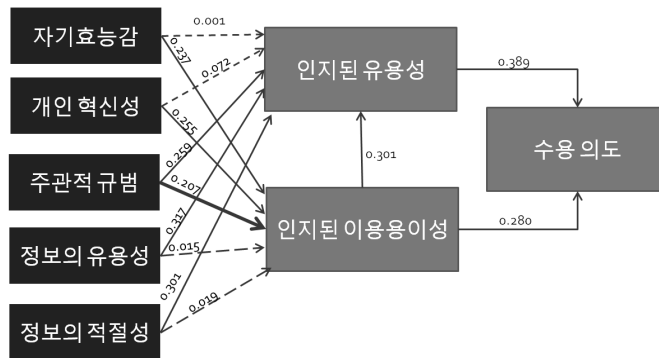 자기효능감
개인 혁신성
주관적 규범
정보의 유용성
정보의 적절성
0.001
0.237
0.072
0.255
0.259
0.207
0.317
0.015
0.301
0.019
인지된 유용성
0.301
인지된 이용용이성
0.389
0.280
수용 의도